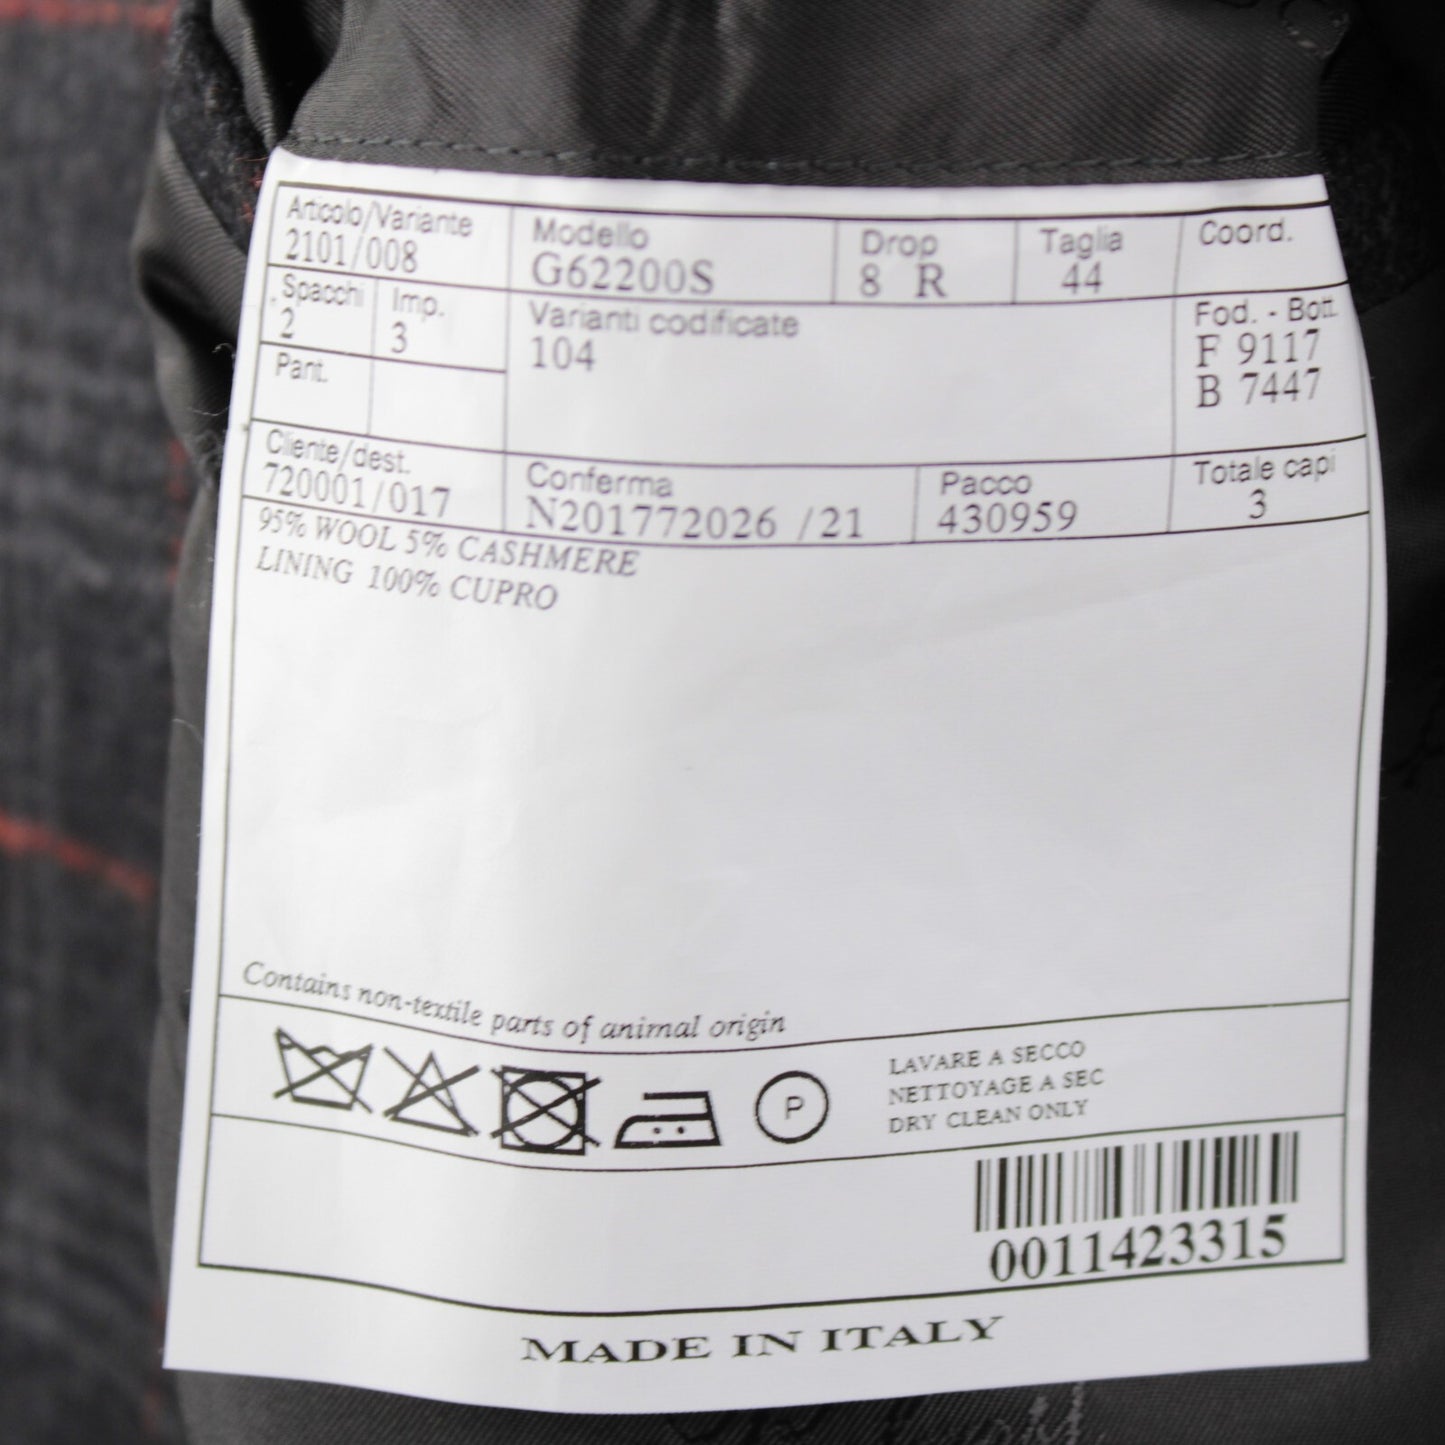 Articolo/Variante Modello Drop Taglia Coord.
2101/008 G62200S 8 R 44
Spacchi Imp. Varianti codificate Fod. - Bott.
2 3 104 F 9117
Pant. B 7447
Cliente/dest. Conferma Pacco Totale capi
720001/017 N201772026 /21 430959 3
95% WOOL 5% CASHMERE
LINING 100% CUPRO
Contains non-textile parts of animal origin
P
LAVARE A SECCO
NETTOYAGE A SEC
DRY CLEAN ONLY
0011423315
MADE IN ITALY